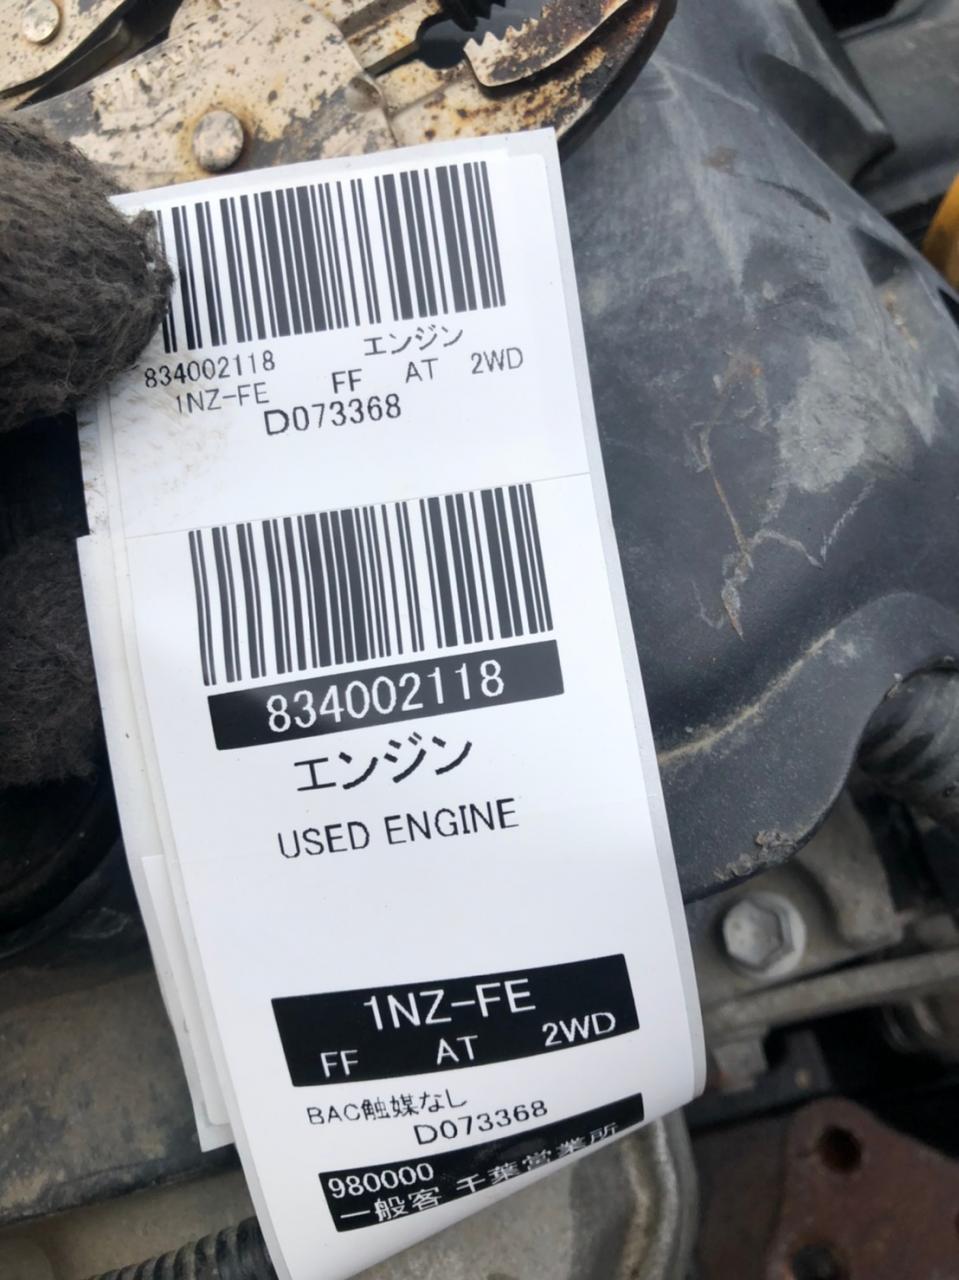 834002118 エンジン
1NZ-FE FF AT 2WD
D073368
834002118
エンジン
USED ENGINE
1NZ-FE
FF AT 2WD
BAC触媒なし
D073368
980000
一般客 千葉営業所